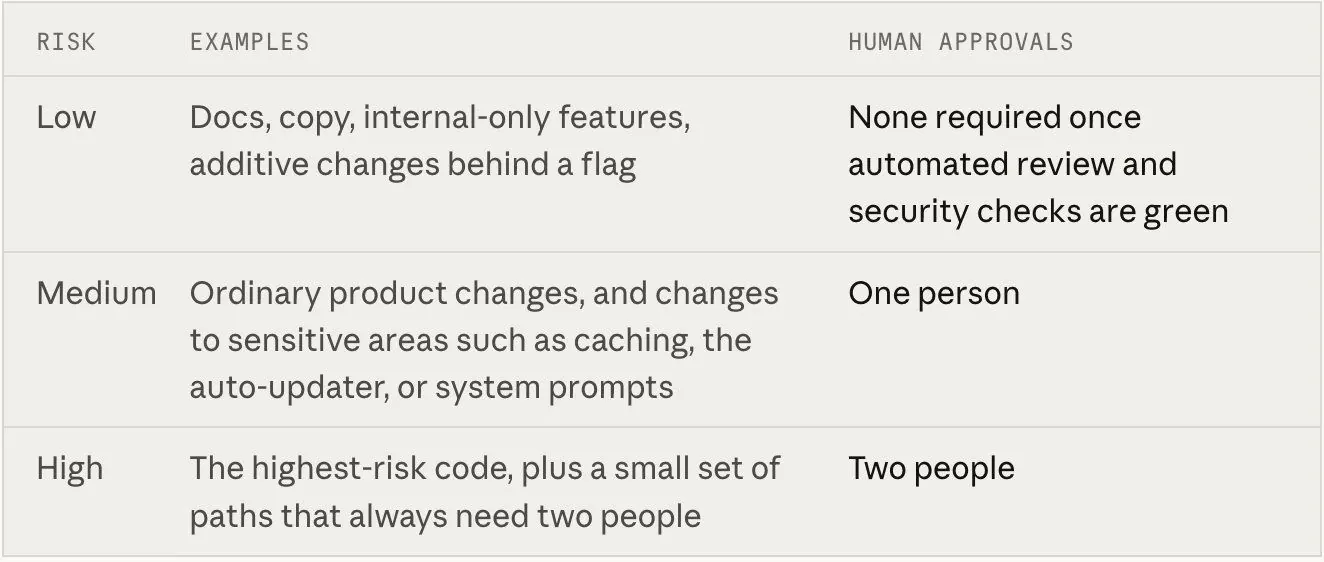 RISK EXAMPLES HUMAN APPROVALS
Low Docs, copy, internal-only features, None required once
additive changes behind a flag automated review and
security checks are green
Medium Ordinary product changes, and changes One person
to sensitive areas such as caching, the
auto-updater, or system prompts
High The highest-risk code, plus a small set of Two people
paths that always need two people